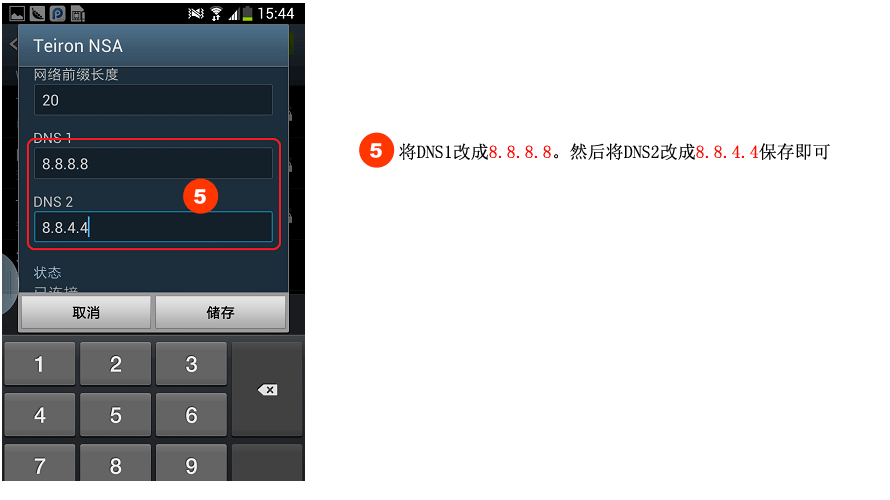 15:44
Teiron NSA
网络前缀长度
20
DNS 1
8.8.8.8
DNS 2
8.8.4.4
5
状态
已连接
取消
储存
1 2 3
4 5 6
7 8 9
5 将DNS1改成8.8.8.8。然后将DNS2改成8.8.4.4保存即可